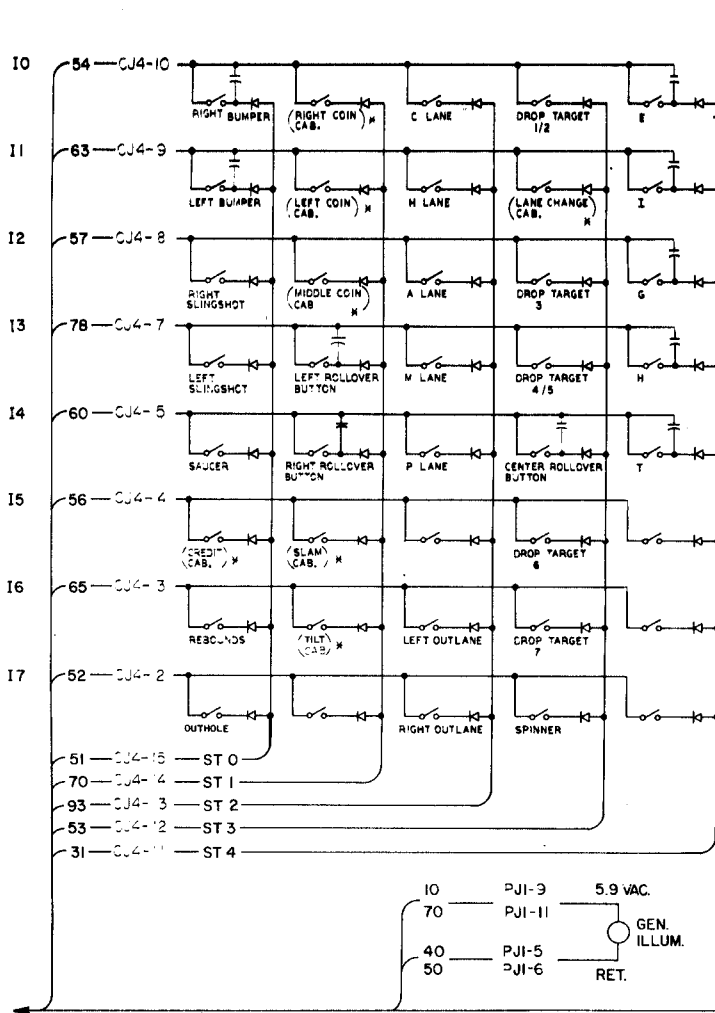 I0 54 CJ4-10
RIGHT BUMPER (RIGHT COIN CAB.) * C LANE DROP TARGET 1/2 E
I1 63 CJ4-9
LEFT BUMPER (LEFT COIN CAB.) * H LANE (LANE CHANGE CAB.) * I
I2 57 CJ4-8
RIGHT SLINGSHOT (MIDDLE COIN CAB) * A LANE DROP TARGET 3 G
I3 78 CJ4-7
LEFT SLINGSHOT LEFT ROLLOVER BUTTON M LANE DROP TARGET 4/5 H
I4 60 CJ4-5
SAUCER RIGHT ROLLOVER BUTTON P LANE CENTER ROLLOVER BUTTON T
I5 56 CJ4-4
(CREDIT CAB.) * (SLAM CAB.) * DROP TARGET 6
I6 65 CJ4-3
REBOUNDS (TILT CAB) * LEFT OUTLANE DROP TARGET 7
I7 52 CJ4-2
OUTHOLE RIGHT OUTLANE SPINNER
51 CJ4-15 ST 0
70 CJ4-14 ST 1
93 CJ4-13 ST 2
53 CJ4-12 ST 3
31 CJ4-11 ST 4
10 PJ1-9 5.9 VAC.
70 PJ1-11
GEN. ILLUM.
40 PJ1-5
50 PJ1-6 RET.